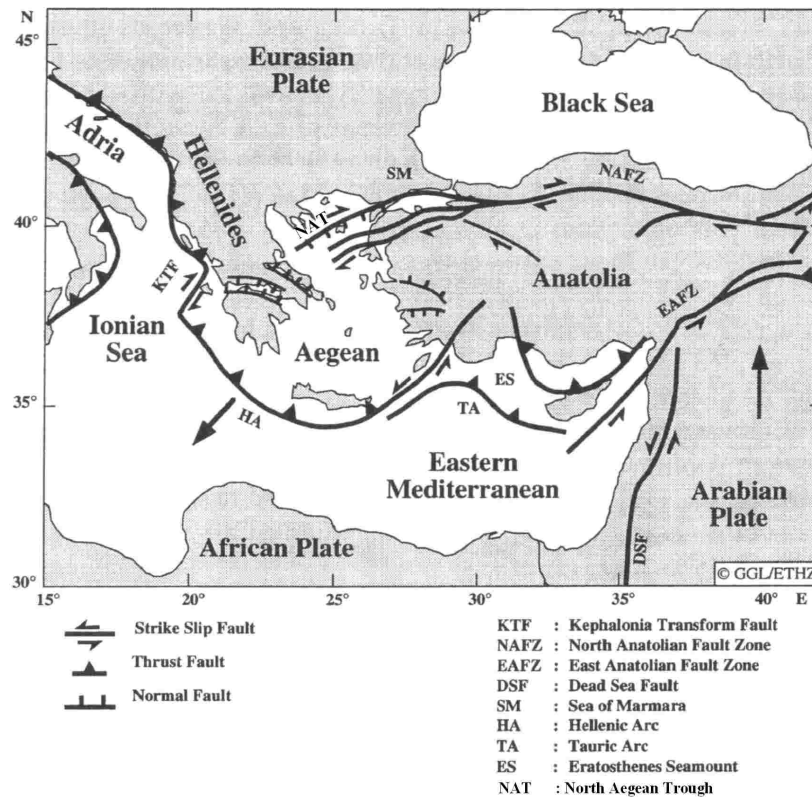 N
45°
Eurasian
Plate
Black Sea
Adria
Hellenides
SM
NAFZ
40°
NAT
KTF
Anatolia
EAFZ
Ionian
Sea
Aegean
ES
35°
HA
TA
Eastern
Mediterranean
Arabian
Plate
African Plate
DSF
30°
© GGL/ETHZ
15°
20°
25°
30°
35°
40°
E
Strike Slip Fault
Thrust Fault
Normal Fault
KTF : Kephalonia Transform Fault
NAFZ : North Anatolian Fault Zone
EAFZ : East Anatolian Fault Zone
DSF : Dead Sea Fault
SM : Sea of Marmara
HA : Hellenic Arc
TA : Tauric Arc
ES : Eratosthenes Seamount
NAT : North Aegean Trough